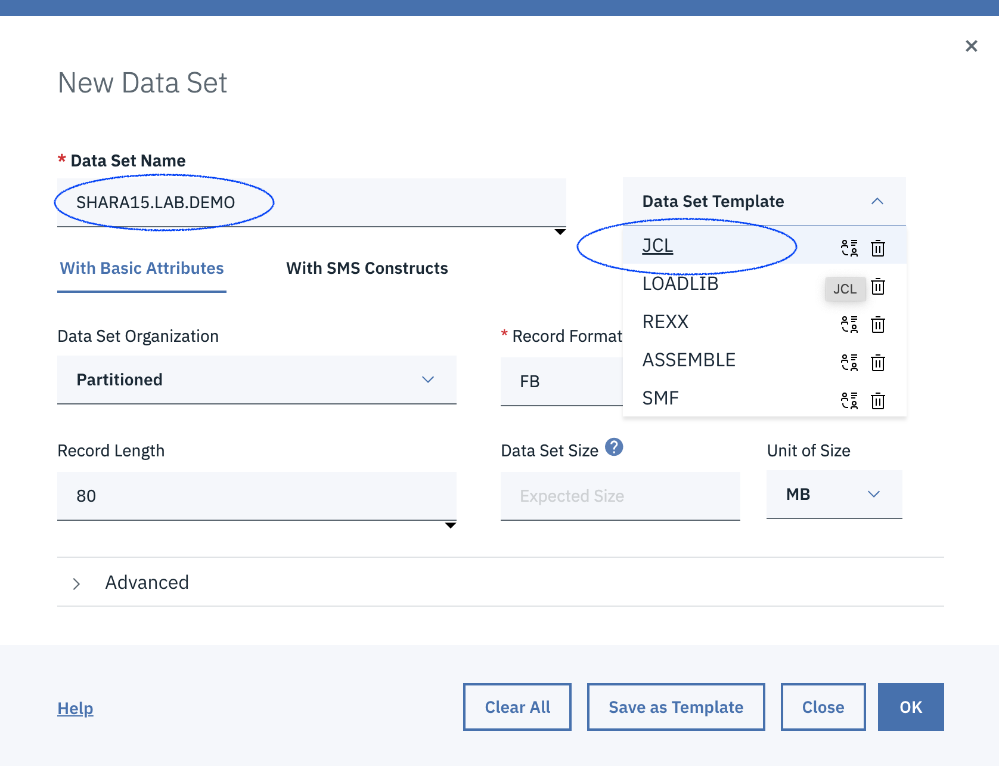 New Data Set
* Data Set Name
SHARA15.LAB.DEMO
Data Set Template
JCL
LOADLIB
JCL
REXX
ASSEMBLE
SMF
With Basic Attributes
With SMS Constructs
Data Set Organization
Partitioned
* Record Format
FB
Record Length
80
Data Set Size ?
Expected Size
Unit of Size
MB
Advanced
Help
Clear All
Save as Template
Close
OK